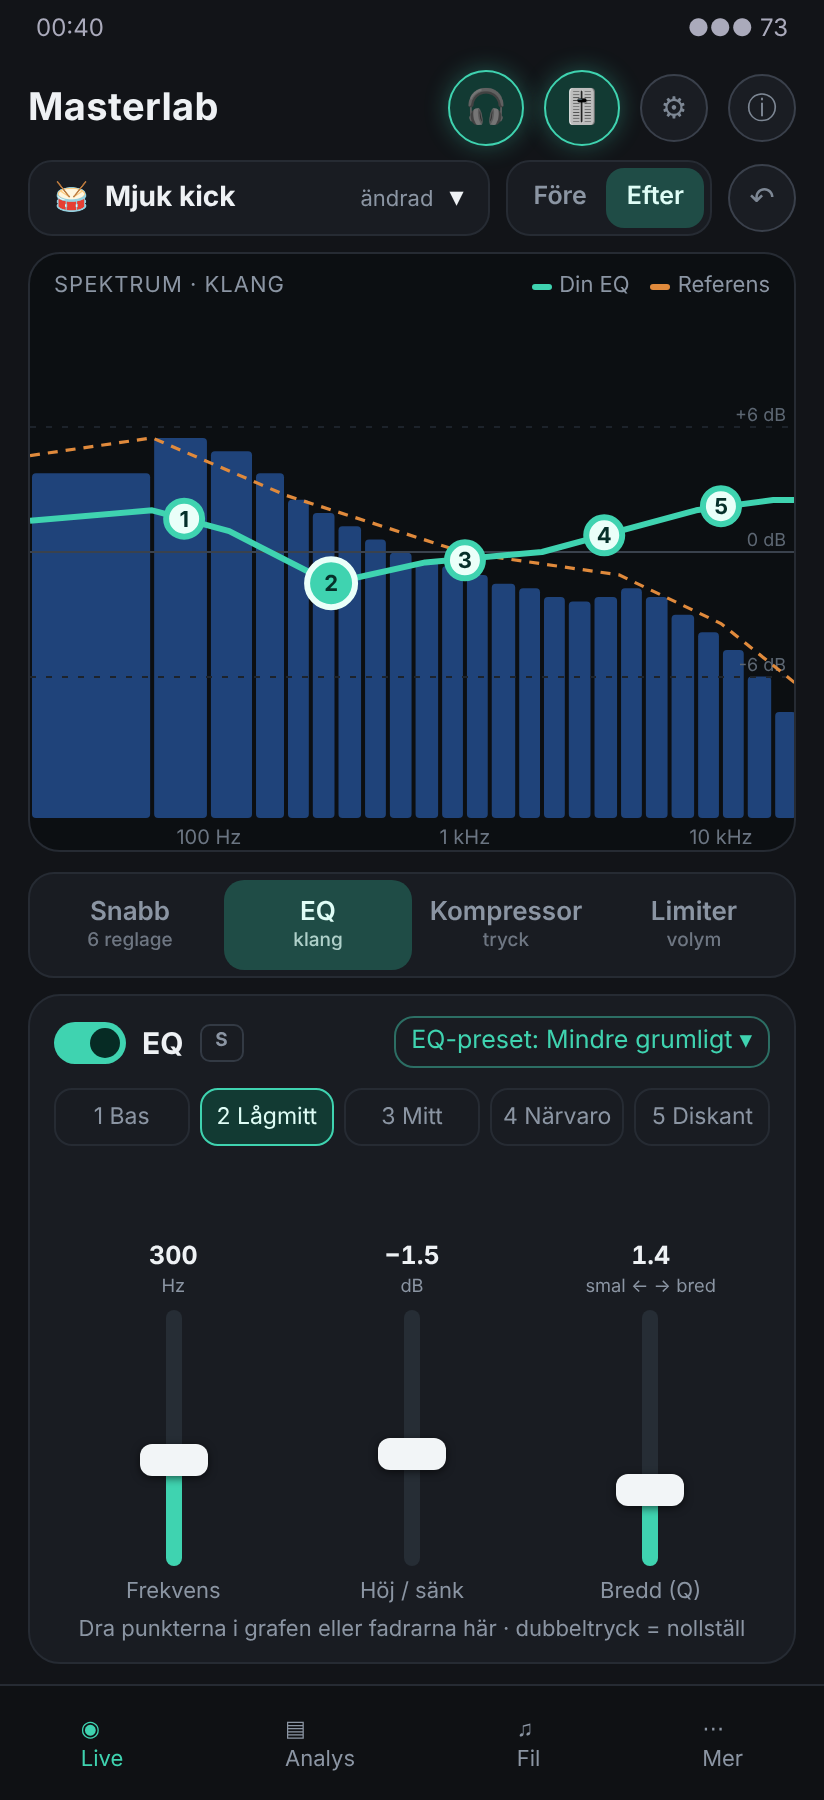 00:40 73
Masterlab
Mjuk kick ändrad ▼ Före Efter
SPEKTRUM · KLANG Din EQ Referens
+6 dB
0 dB
-6 dB
1
2
3
4
5
100 Hz 1 kHz 10 kHz
Snabb EQ Kompressor Limiter
6 reglage klang tryck volym
EQ S EQ-preset: Mindre grumligt ▾
1 Bas 2 Lågmitt 3 Mitt 4 Närvaro 5 Diskant
300 −1.5 1.4
Hz dB smal ← → bred
Frekvens Höj / sänk Bredd (Q)
Dra punkterna i grafen eller fadrarna här · dubbeltryck = nollställ
Live Analys Fil Mer